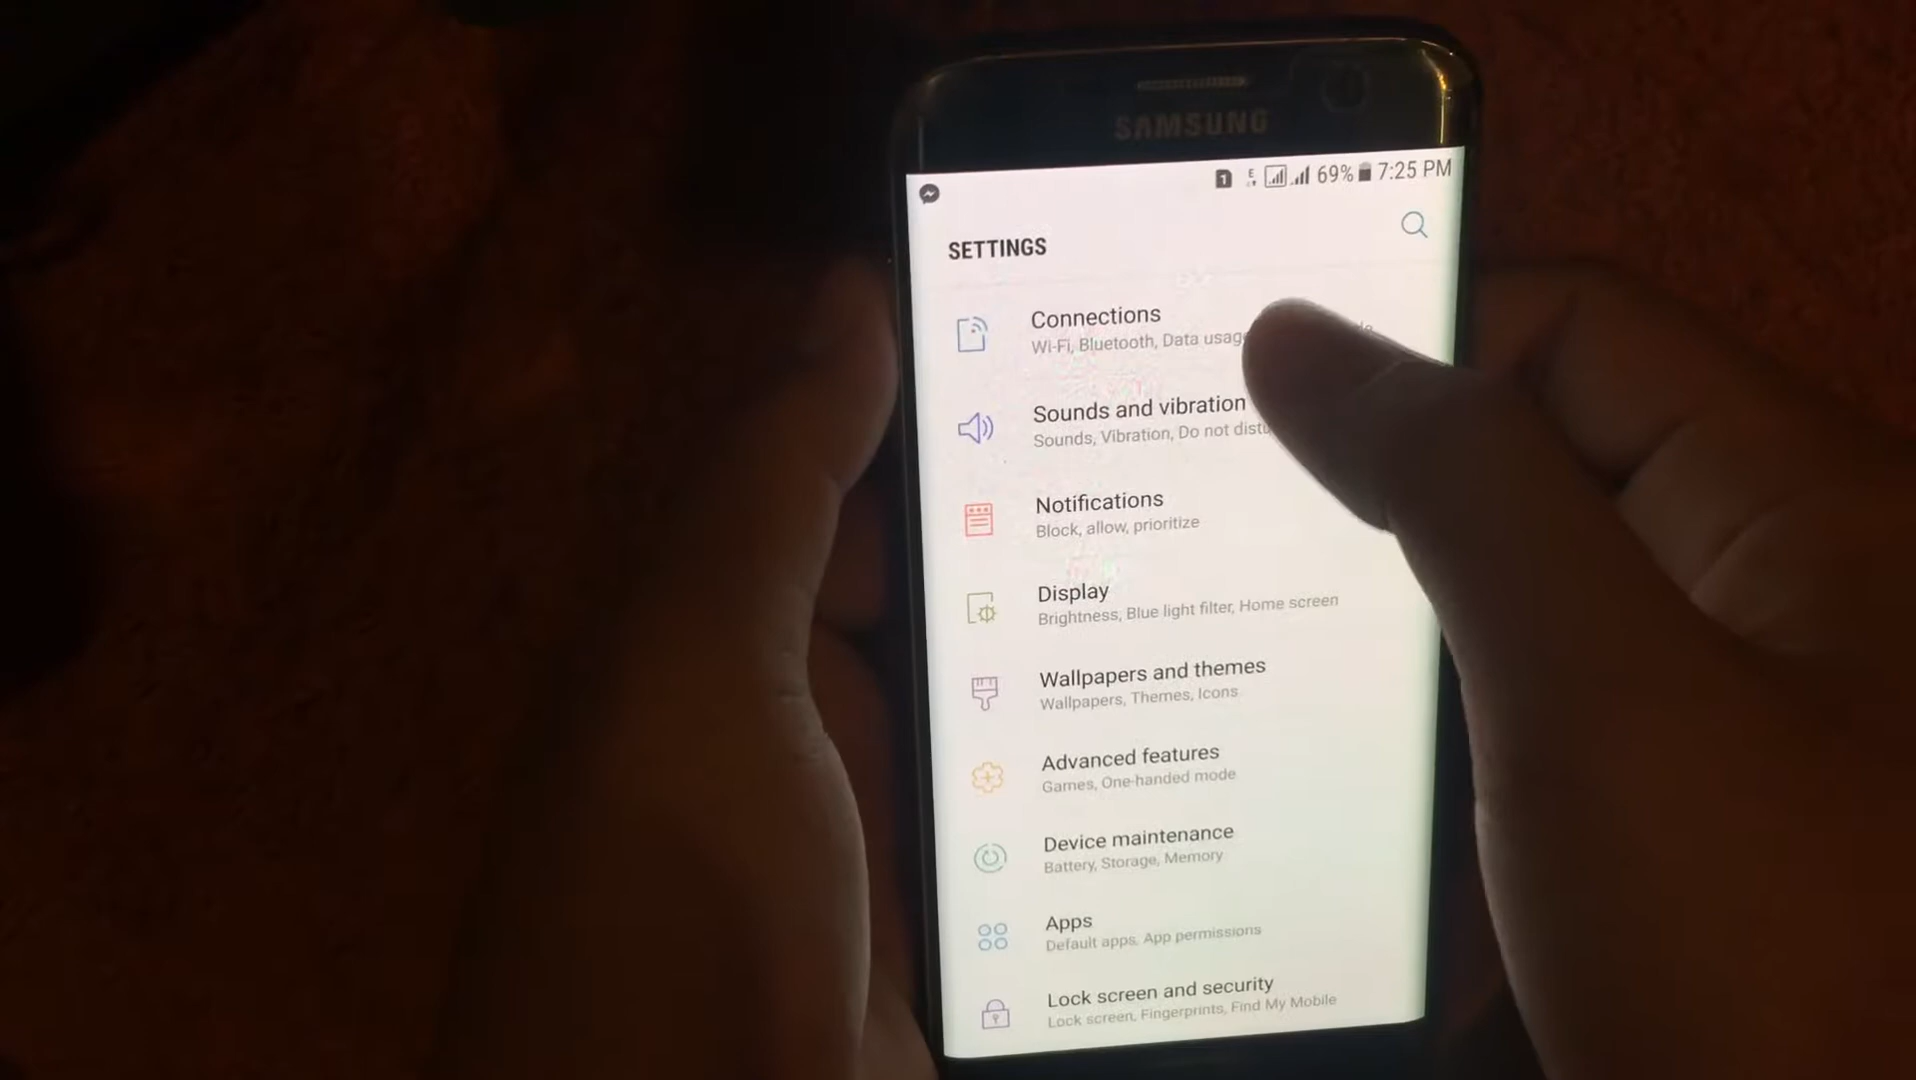 SAMSUNG
1 E 69% 7:25 PM
SETTINGS
Connections
Wi-Fi, Bluetooth, Data usage
Sounds and vibration
Sounds, Vibration, Do not distu
Notifications
Block, allow, prioritize
Display
Brightness, Blue light filter, Home screen
Wallpapers and themes
Wallpapers, Themes, Icons
Advanced features
Games, One-handed mode
Device maintenance
Battery, Storage, Memory
Apps
Default apps, App permissions
Lock screen and security
Lock screen, Fingerprints, Find My Mobile